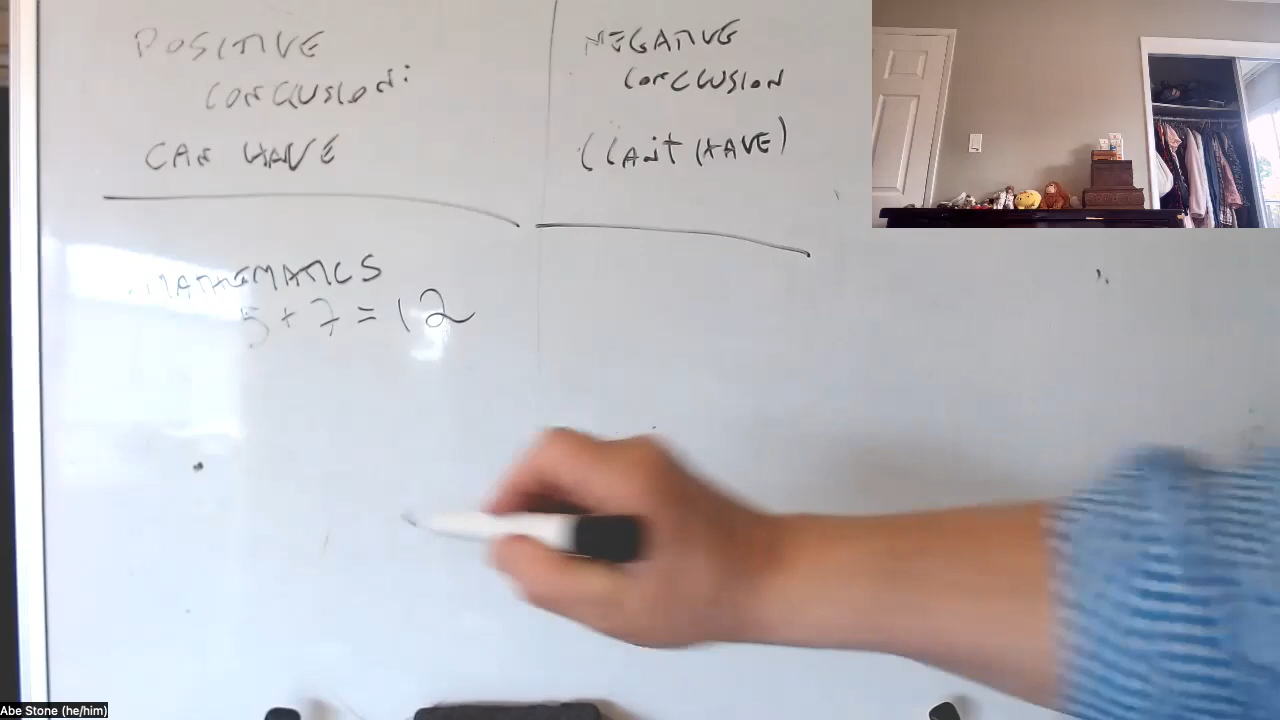 POSITIVE
CONCLUSION:
CAN HAVE
NEGATIVE
CONCLUSION
(CAN'T HAVE)
MATHEMATICS
5 + 7 = 12
Abe Stone (he/him)